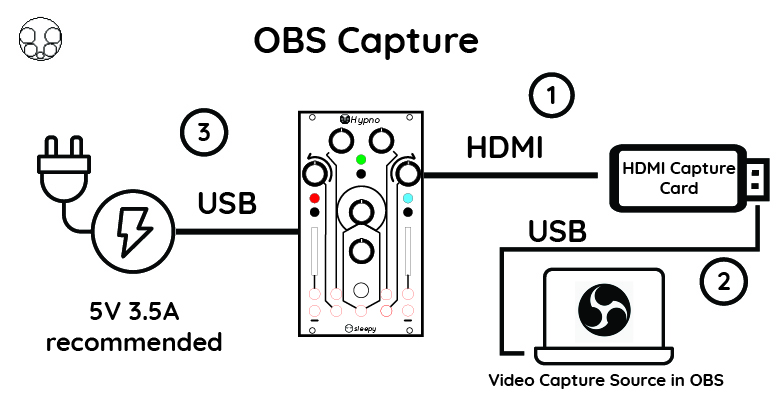 OBS Capture
1
3
HDMI
HDMI Capture
Card
USB
USB
2
Hypno
5V 3.5A
recommended
sleepy
Video Capture Source in OBS